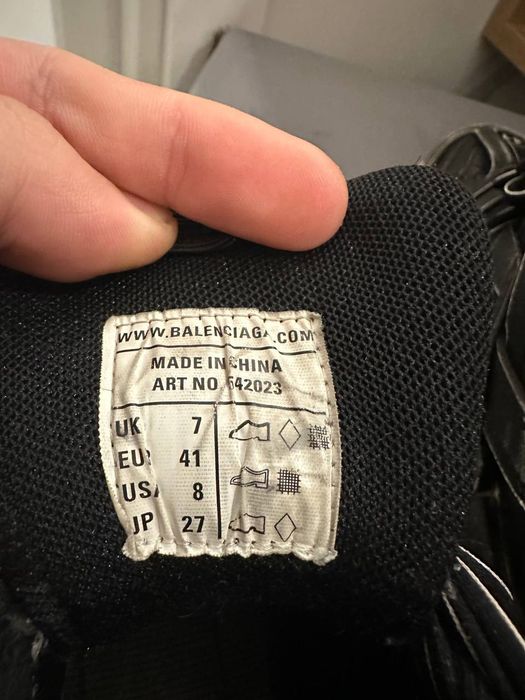 WWW.BALENCIAGA.COM
MADE IN CHINA
ART NO 542023
UK 7
EU 41
USA 8
JP 27